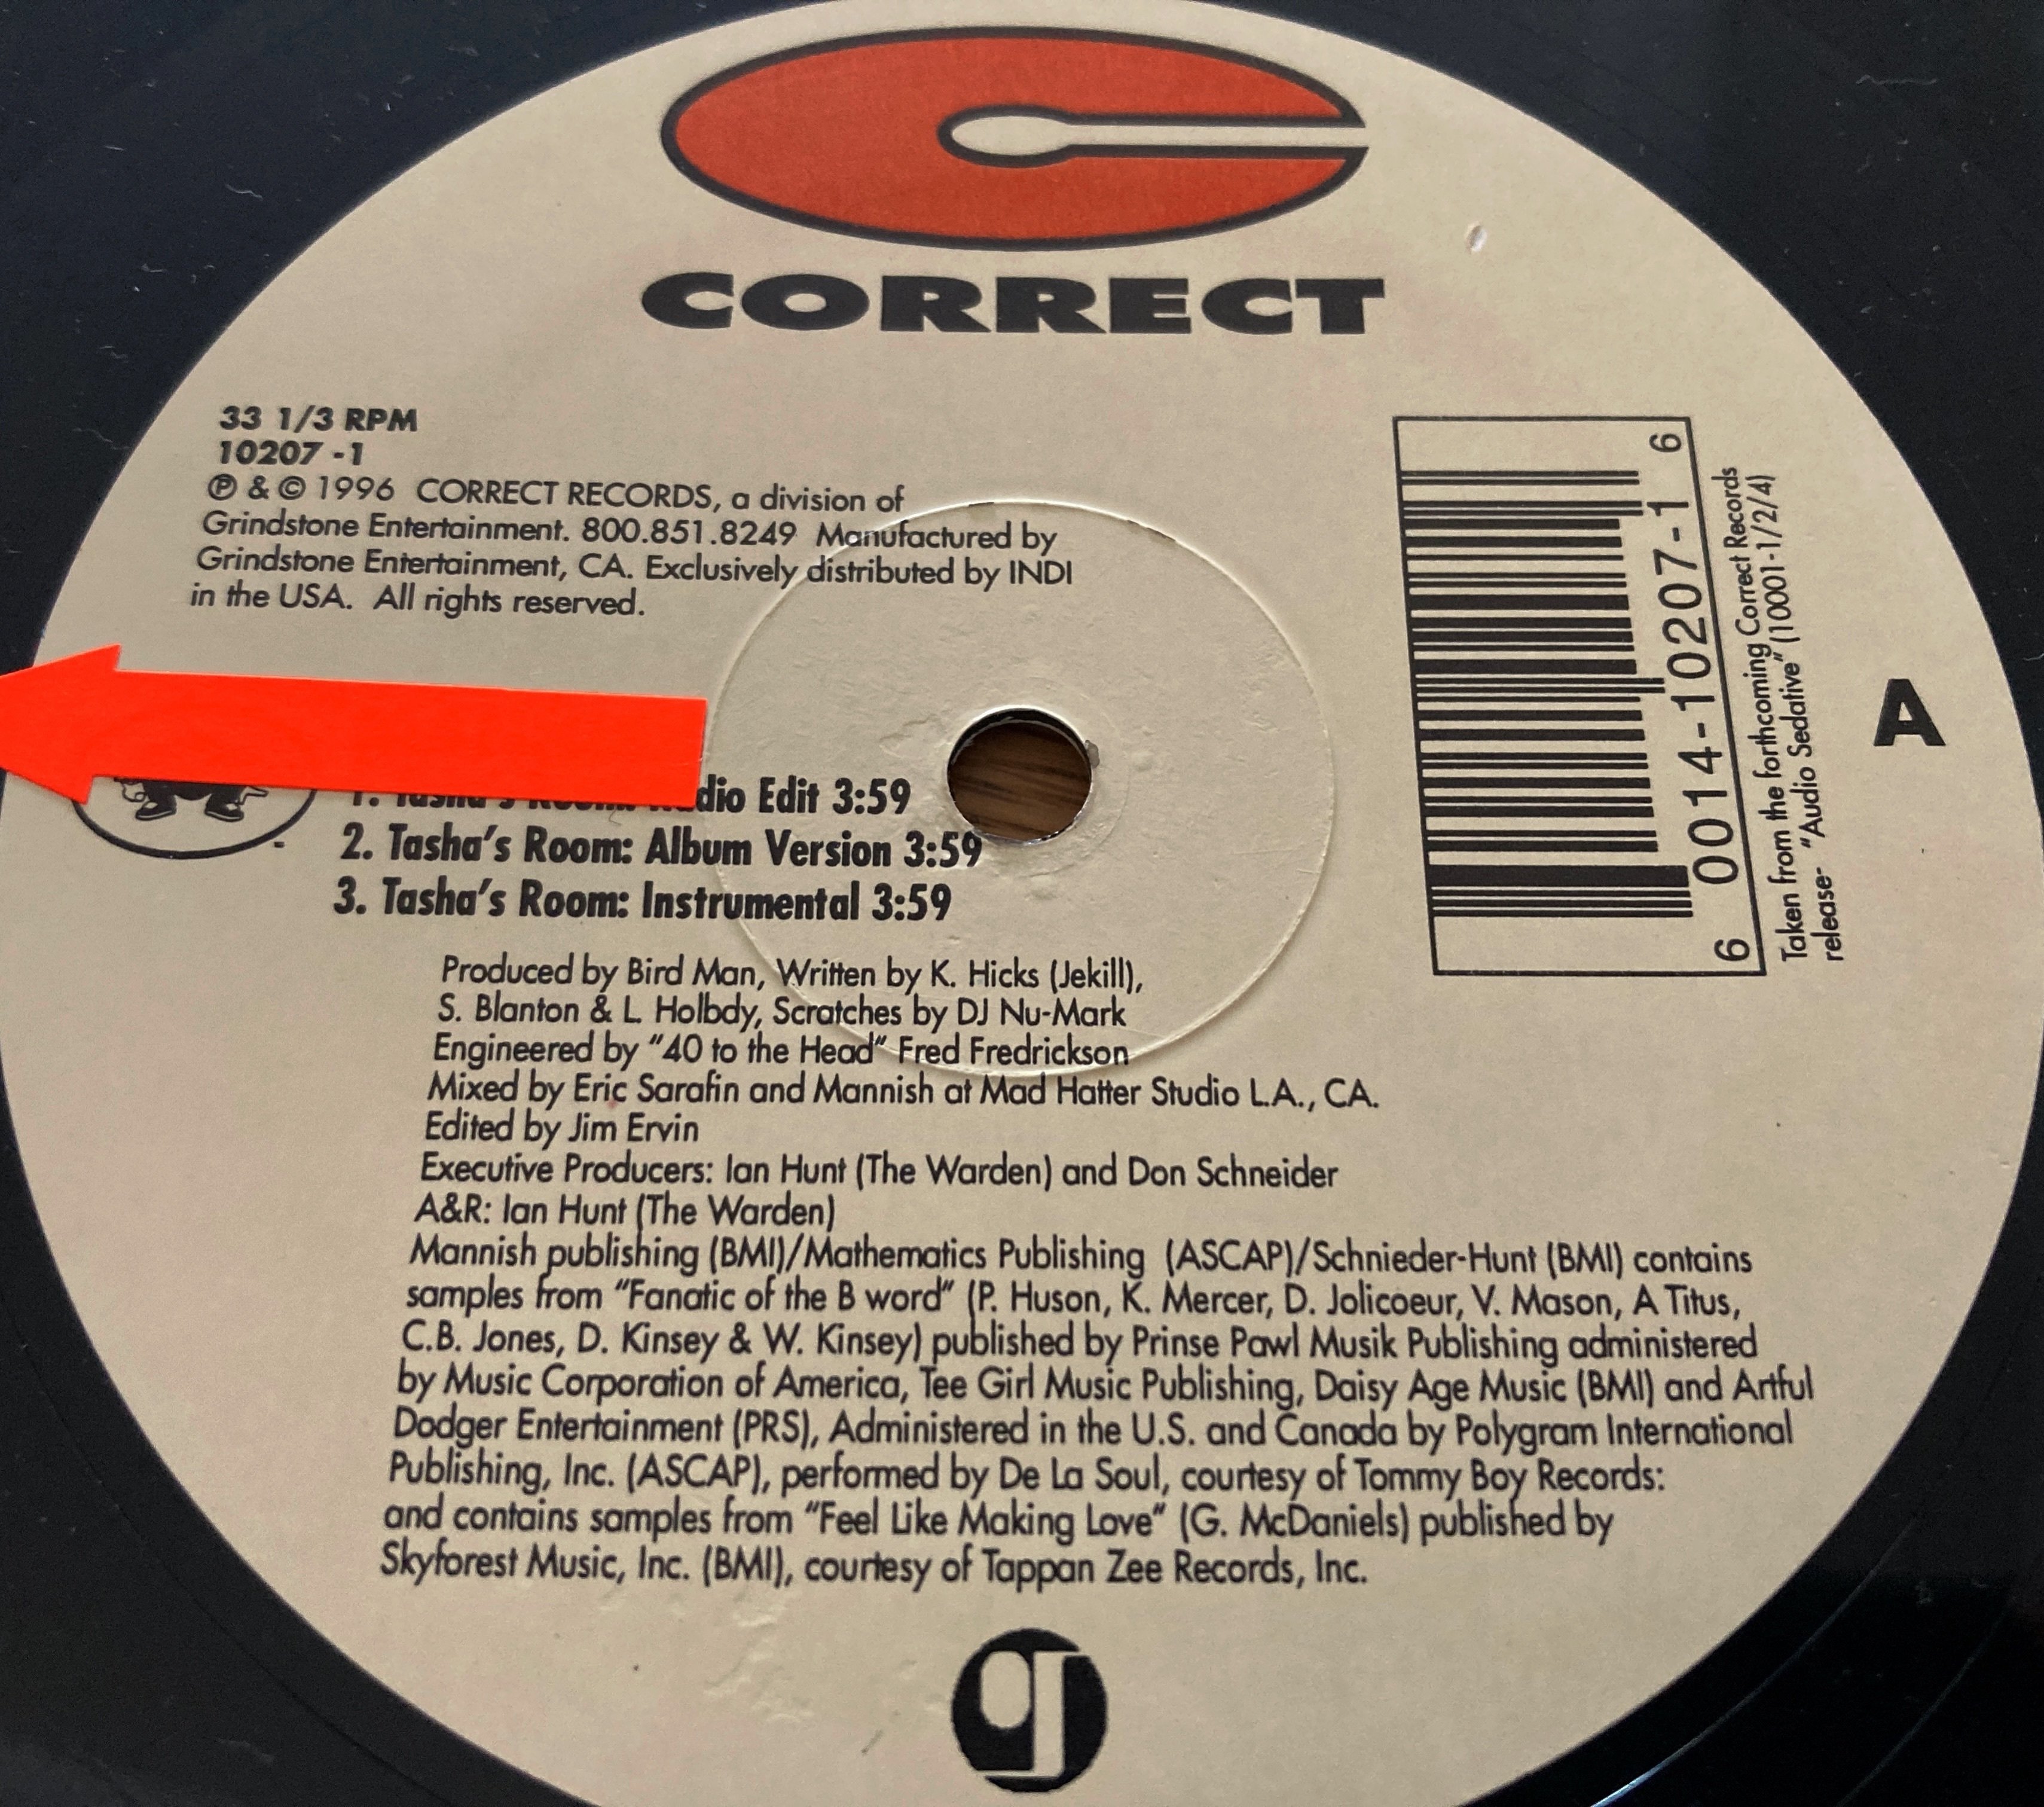 CORRECT
33 1/3 RPM
10207 -1
℗ & © 1996 CORRECT RECORDS, a division of
Grindstone Entertainment. 800.851.8249 Manufactured by
Grindstone Entertainment, CA. Exclusively distributed by INDI
in the USA. All rights reserved.
6 0014-10207-1 6
Taken from the forthcoming Correct Records
release- "Audio Sedative" (10001-1/2/4)
A
1. Tasha's Room: Radio Edit 3:59
2. Tasha's Room: Album Version 3:59
3. Tasha's Room: Instrumental 3:59
Produced by Bird Man, Written by K. Hicks (Jekill),
S. Blanton & L. Holbdy, Scratches by DJ Nu-Mark
Engineered by "40 to the Head" Fred Fredrickson
Mixed by Eric Sarafin and Mannish at Mad Hatter Studio L.A., CA.
Edited by Jim Ervin
Executive Producers: Ian Hunt (The Warden) and Don Schneider
A&R: Ian Hunt (The Warden)
Mannish publishing (BMI)/Mathematics Publishing (ASCAP)/Schnieder-Hunt (BMI) contains
samples from "Fanatic of the B word" (P. Huson, K. Mercer, D. Jolicoeur, V. Mason, A Titus,
C.B. Jones, D. Kinsey & W. Kinsey) published by Prinse Pawl Musik Publishing administered
by Music Corporation of America, Tee Girl Music Publishing, Daisy Age Music (BMI) and Artful
Dodger Entertainment (PRS), Administered in the U.S. and Canada by Polygram International
Publishing, Inc. (ASCAP), performed by De La Soul, courtesy of Tommy Boy Records:
and contains samples from "Feel Like Making Love" (G. McDaniels) published by
Skyforest Music, Inc. (BMI), courtesy of Tappan Zee Records, Inc.
g